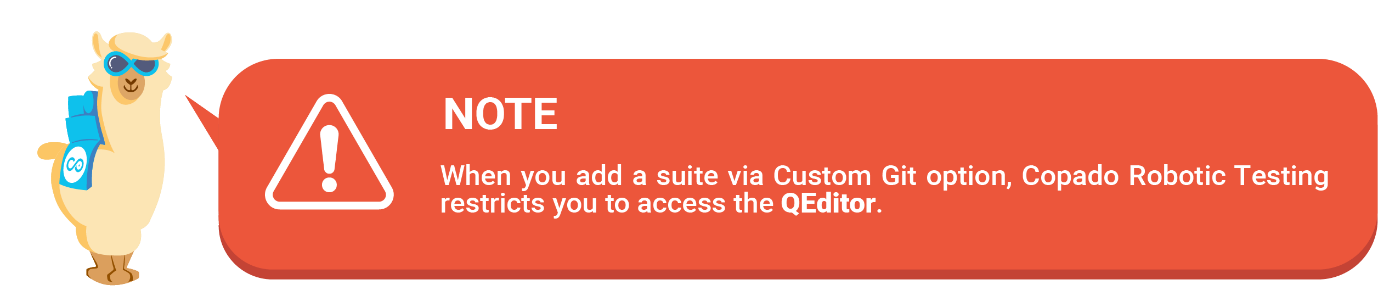 NOTE
When you add a suite via Custom Git option, Copado Robotic Testing
restricts you to access the QEditor.